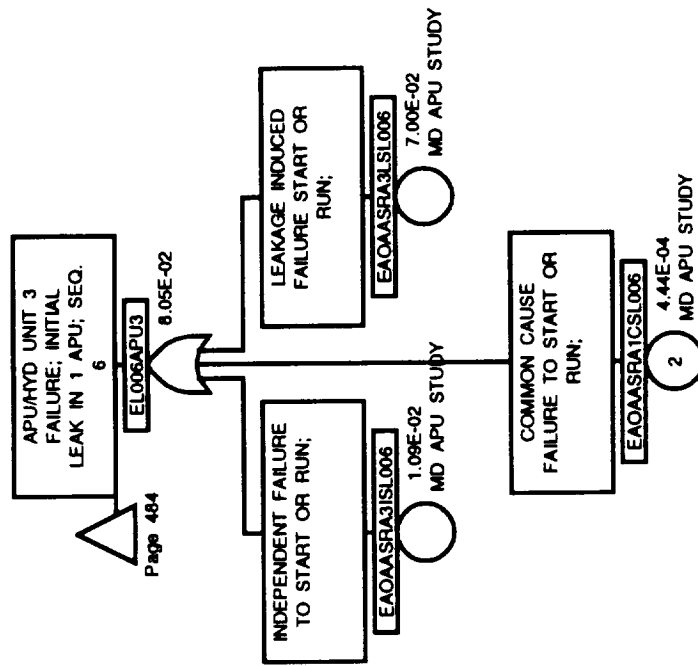 APU/HYD UNIT 3
FAILURE; INITIAL
LEAK IN 1 APU; SEQ.
6
EL006APU3
8.05E-02
Page 484
INDEPENDENT FAILURE
TO START OR RUN;
EAOAASRA3ISL006
1.09E-02
MD APU STUDY
LEAKAGE INDUCED
FAILURE START OR
RUN;
EAOAASRA3LSL006
7.00E-02
MD APU STUDY
COMMON CAUSE
FAILURE TO START OR
RUN;
EAOAASRA1CSL006
2
4.44E-04
MD APU STUDY